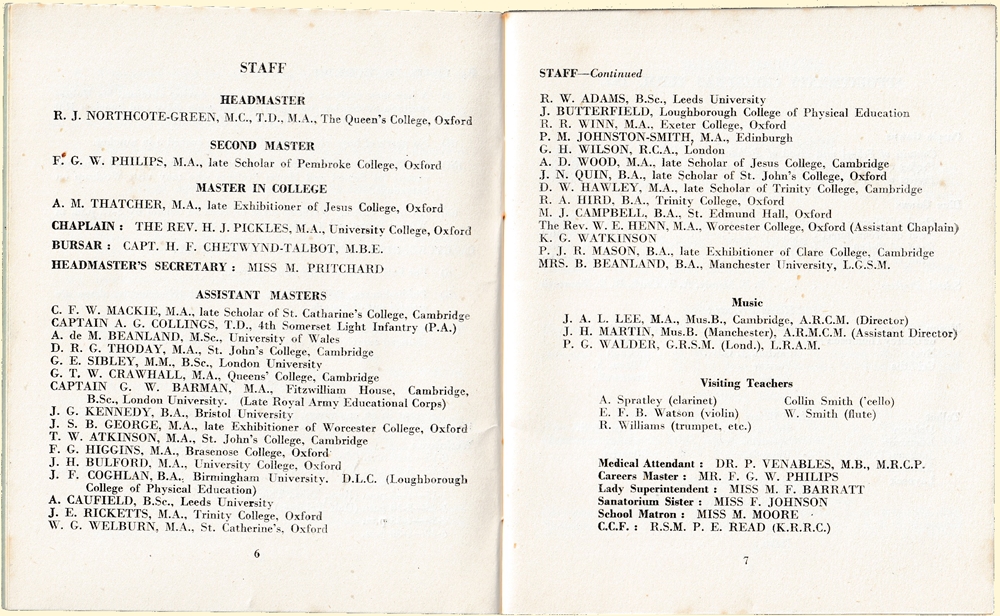 STAFF
HEADMASTER
R. J. NORTHCOTE-GREEN, M.C., T.D., M.A., The Queen's College, Oxford
SECOND MASTER
F. G. W. PHILIPS, M.A., late Scholar of Pembroke College, Oxford
MASTER IN COLLEGE
A. M. THATCHER, M.A., late Exhibitioner of Jesus College, Oxford
CHAPLAIN : THE REV. H. J. PICKLES, M.A., University College, Oxford
BURSAR : CAPT. H. F. CHETWYND-TALBOT, M.B.E.
HEADMASTER'S SECRETARY : MISS M. PRITCHARD
ASSISTANT MASTERS
C. F. W. MACKIE, M.A., late Scholar of St. Catharine's College, Cambridge
CAPTAIN A. G. COLLINGS, T.D., 4th Somerset Light Infantry (P.A.)
A. de M. BEANLAND, M.Sc., University of Wales
D. R. G. THODAY, M.A., St. John's College, Cambridge
G. E. SIBLEY, M.M., B.Sc., London University
G. T. W. CRAWHALL, M.A., Queens' College, Cambridge
CAPTAIN G. W. BARMAN, M.A., Fitzwilliam House, Cambridge,
B.Sc., London University. (Late Royal Army Educational Corps)
J. G. KENNEDY, B.A., Bristol University
J. S. B. GEORGE, M.A., late Exhibitioner of Worcester College, Oxford
T. W. ATKINSON, M.A., St. John's College, Cambridge
F. G. HIGGINS, M.A., Brasenose College, Oxford
J. H. BULFORD, M.A., University College, Oxford
J. F. COGHLAN, B.A., Birmingham University. D.L.C. (Loughborough
College of Physical Education)
A. CAUFIELD, B.Sc., Leeds University
J. E. RICKETTS, M.A., Trinity College, Oxford
W. G. WELBURN, M.A., St. Catherine's, Oxford
6
STAFF—Continued
R. W. ADAMS, B.Sc., Leeds University
J. BUTTERFIELD, Loughborough College of Physical Education
R. R. WINN, M.A., Exeter College, Oxford
P. M. JOHNSTON-SMITH, M.A., Edinburgh
G. H. WILSON, R.C.A., London
A. D. WOOD, M.A., late Scholar of Jesus College, Cambridge
J. N. QUIN, B.A., late Scholar of St. John's College, Oxford
D. W. HAWLEY, M.A., late Scholar of Trinity College, Cambridge
R. A. HIRD, B.A., Trinity College, Oxford
M. J. CAMPBELL, B.A., St. Edmund Hall, Oxford
The Rev. W. E. HENN, M.A., Worcester College, Oxford (Assistant Chaplain)
K. G. WATKINSON
P. J. R. MASON, B.A., late Exhibitioner of Clare College, Cambridge
MRS. B. BEANLAND, B.A., Manchester University, L.G.S.M.
Music
J. A. L. LEE, M.A., Mus.B., Cambridge, A.R.C.M. (Director)
J. H. MARTIN, Mus.B. (Manchester), A.R.M.C.M. (Assistant Director)
P. G. WALDER, G.R.S.M. (Lond.), L.R.A.M.
Visiting Teachers
A. Spratley (clarinet) Collin Smith ('cello)
E. F. B. Watson (violin) W. Smith (flute)
R. Williams (trumpet, etc.)
Medical Attendant : DR. P. VENABLES, M.B., M.R.C.P.
Careers Master : MR. F. G. W. PHILIPS
Lady Superintendent : MISS M. F. BARRATT
Sanatorium Sister : MISS F. JOHNSON
School Matron : MISS M. MOORE
C.C.F. : R.S.M. P. E. READ (K.R.R.C.)
7